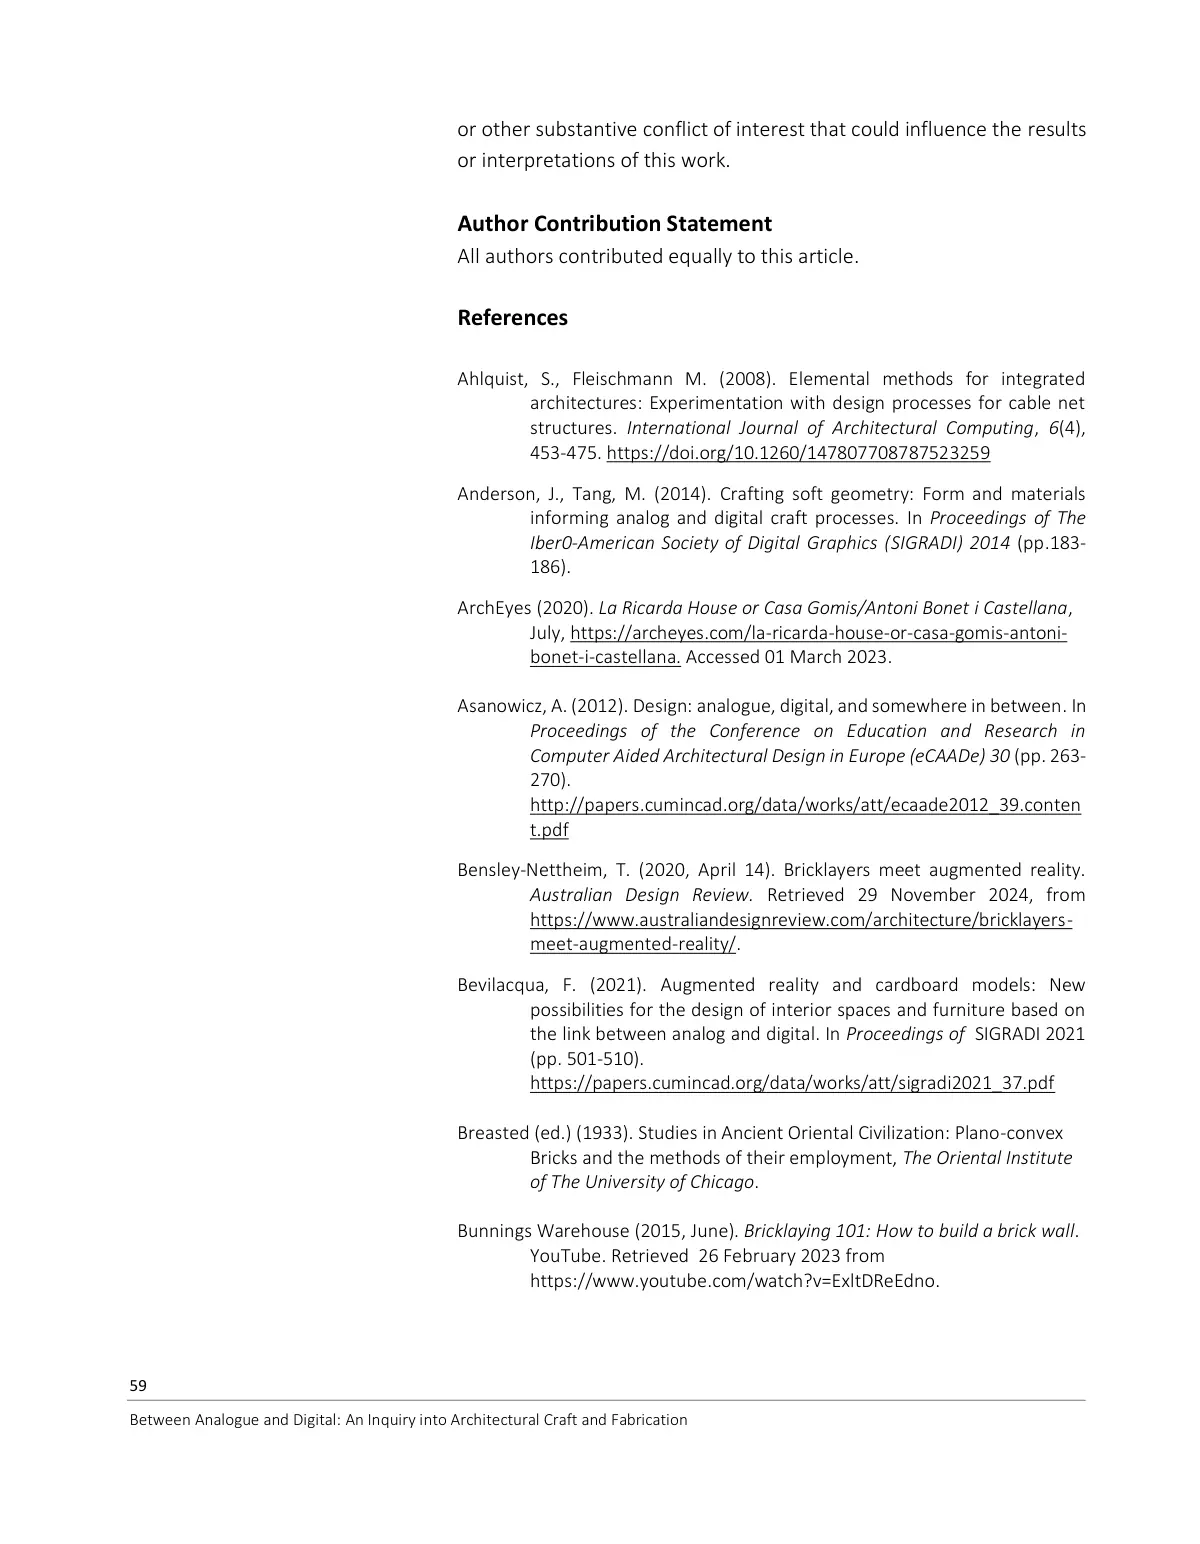 or other substantive conflict of interest that could influence the results
or interpretations of this work.
Author Contribution Statement
All authors contributed equally to this article.
References
Ahlquist, S., Fleischmann M. (2008). Elemental methods for integrated
architectures: Experimentation with design processes for cable net
structures. International Journal of Architectural Computing, 6(4),
453-475. https://doi.org/10.1260/147807708787523259
Anderson, J., Tang, M. (2014). Crafting soft geometry: Form and materials
informing analog and digital craft processes. In Proceedings of The
Iber0-American Society of Digital Graphics (SIGRADI) 2014 (pp.183-
186).
ArchEyes (2020). La Ricarda House or Casa Gomis/Antoni Bonet i Castellana,
July, https://archeyes.com/la-ricarda-house-or-casa-gomis-antoni-
bonet-i-castellana. Accessed 01 March 2023.
Asanowicz, A. (2012). Design: analogue, digital, and somewhere in between. In
Proceedings of the Conference on Education and Research in
Computer Aided Architectural Design in Europe (eCAADe) 30 (pp. 263-
270).
http://papers.cumincad.org/data/works/att/ecaade2012_39.conten
t.pdf
Bensley-Nettheim, T. (2020, April 14). Bricklayers meet augmented reality.
Australian Design Review. Retrieved 29 November 2024, from
https://www.australiandesignreview.com/architecture/bricklayers-
meet-augmented-reality/.
Bevilacqua, F. (2021). Augmented reality and cardboard models: New
possibilities for the design of interior spaces and furniture based on
the link between analog and digital. In Proceedings of SIGRADI 2021
(pp. 501-510).
https://papers.cumincad.org/data/works/att/sigradi2021_37.pdf
Breasted (ed.) (1933). Studies in Ancient Oriental Civilization: Plano-convex
Bricks and the methods of their employment, The Oriental Institute
of The University of Chicago.
Bunnings Warehouse (2015, June). Bricklaying 101: How to build a brick wall.
YouTube. Retrieved 26 February 2023 from
https://www.youtube.com/watch?v=ExltDReEdno.
59
Between Analogue and Digital: An Inquiry into Architectural Craft and Fabrication